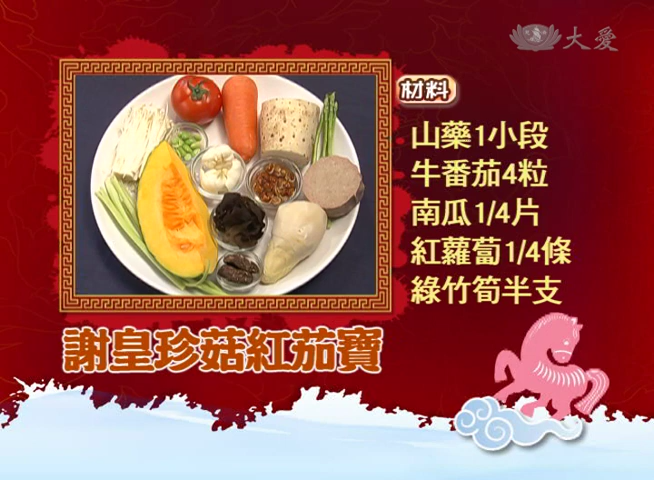 大愛
材料
山藥1小段
牛番茄4粒
南瓜1/4片
紅蘿蔔1/4條
綠竹筍半支
謝皇珍菇紅茄寶